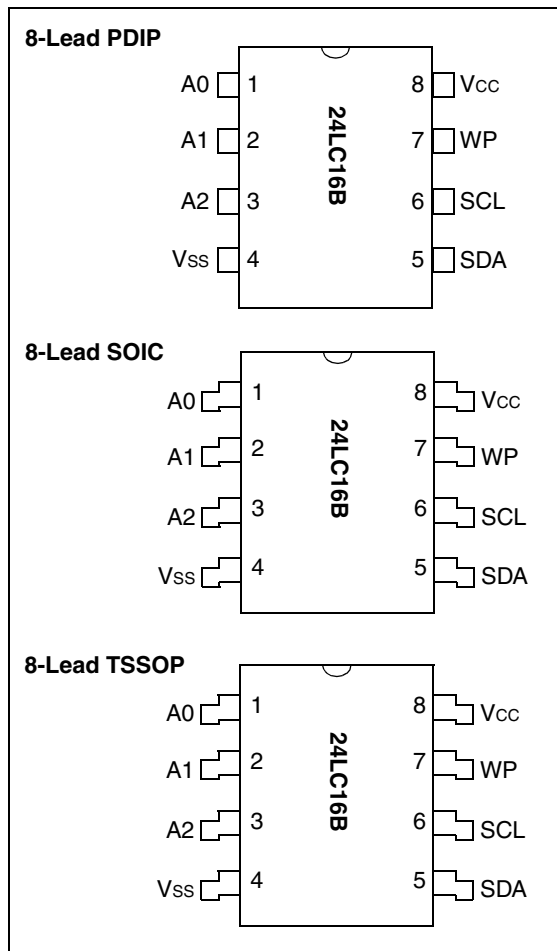 8-Lead PDIP
A0 1 8 VCC
A1 2 7 WP
A2 3 6 SCL
VSS 4 5 SDA
24LC16B
8-Lead SOIC
A0 1 8 VCC
A1 2 7 WP
A2 3 6 SCL
VSS 4 5 SDA
24LC16B
8-Lead TSSOP
A0 1 8 VCC
A1 2 7 WP
A2 3 6 SCL
VSS 4 5 SDA
24LC16B